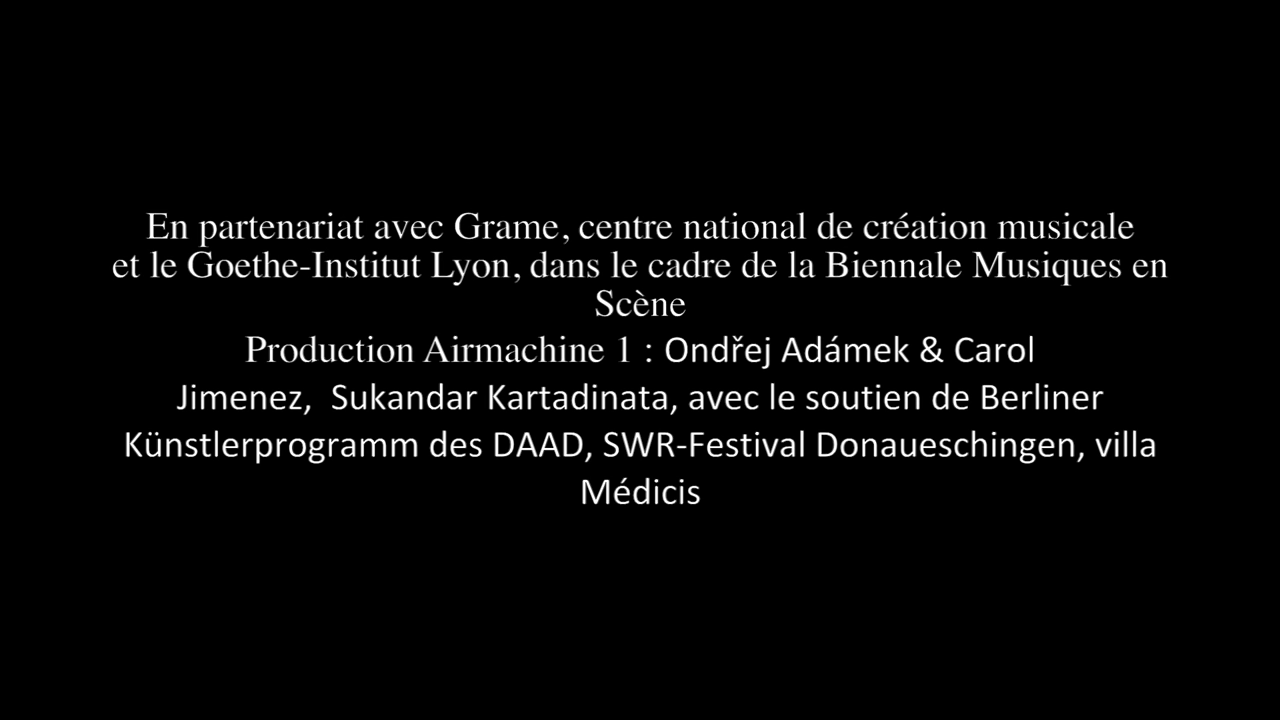 En partenariat avec Grame, centre national de création musicale
et le Goethe-Institut Lyon, dans le cadre de la Biennale Musiques en
Scène
Production Airmachine 1 : Ondřej Adámek & Carol
Jimenez,  Sukandar Kartadinata, avec le soutien de Berliner
Künstlerprogramm des DAAD, SWR-Festival Donaueschingen, villa
Médicis